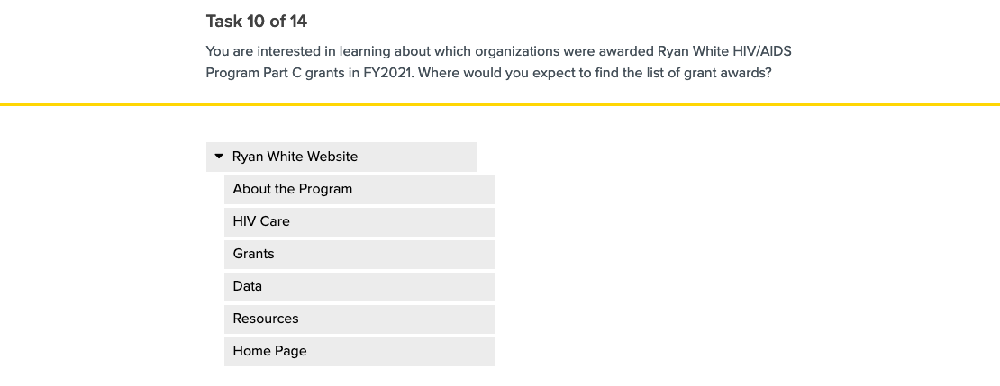 Task 10 of 14
You are interested in learning about which organizations were awarded Ryan White HIV/AIDS
Program Part C grants in FY2021. Where would you expect to find the list of grant awards?
Ryan White Website
About the Program
HIV Care
Grants
Data
Resources
Home Page